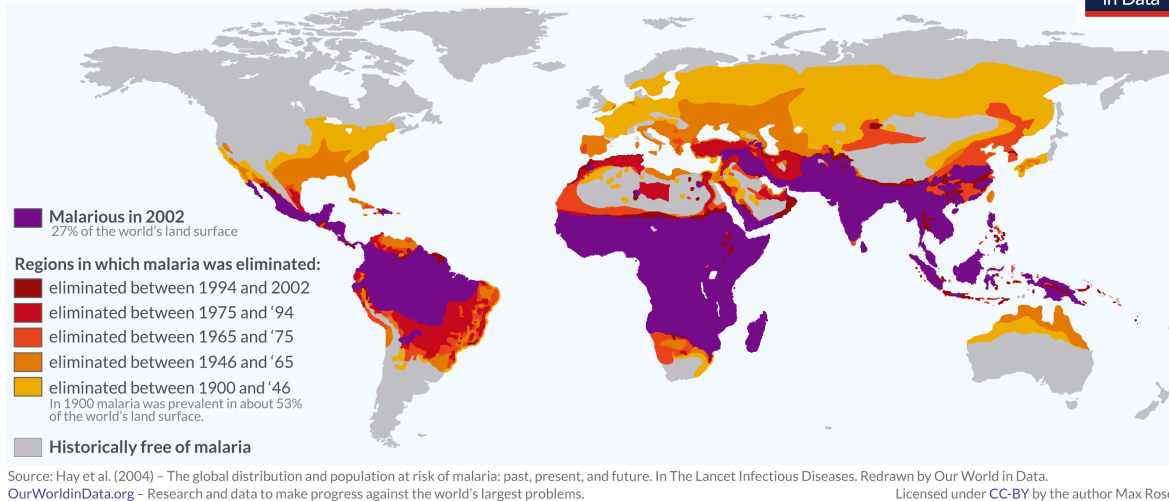 in Data
Malarious in 2002
27% of the world's land surface
Regions in which malaria was eliminated:
eliminated between 1994 and 2002
eliminated between 1975 and ‘94
eliminated between 1965 and ‘75
eliminated between 1946 and ‘65
eliminated between 1900 and ‘46
In 1900 malaria was prevalent in about 53%
of the world's land surface.
Historically free of malaria
Source: Hay et al. (2004) – The global distribution and population at risk of malaria: past, present, and future. In The Lancet Infectious Diseases. Redrawn by Our World in Data.
OurWorldinData.org – Research and data to make progress against the world's largest problems.
Licensed under CC-BY by the author Max